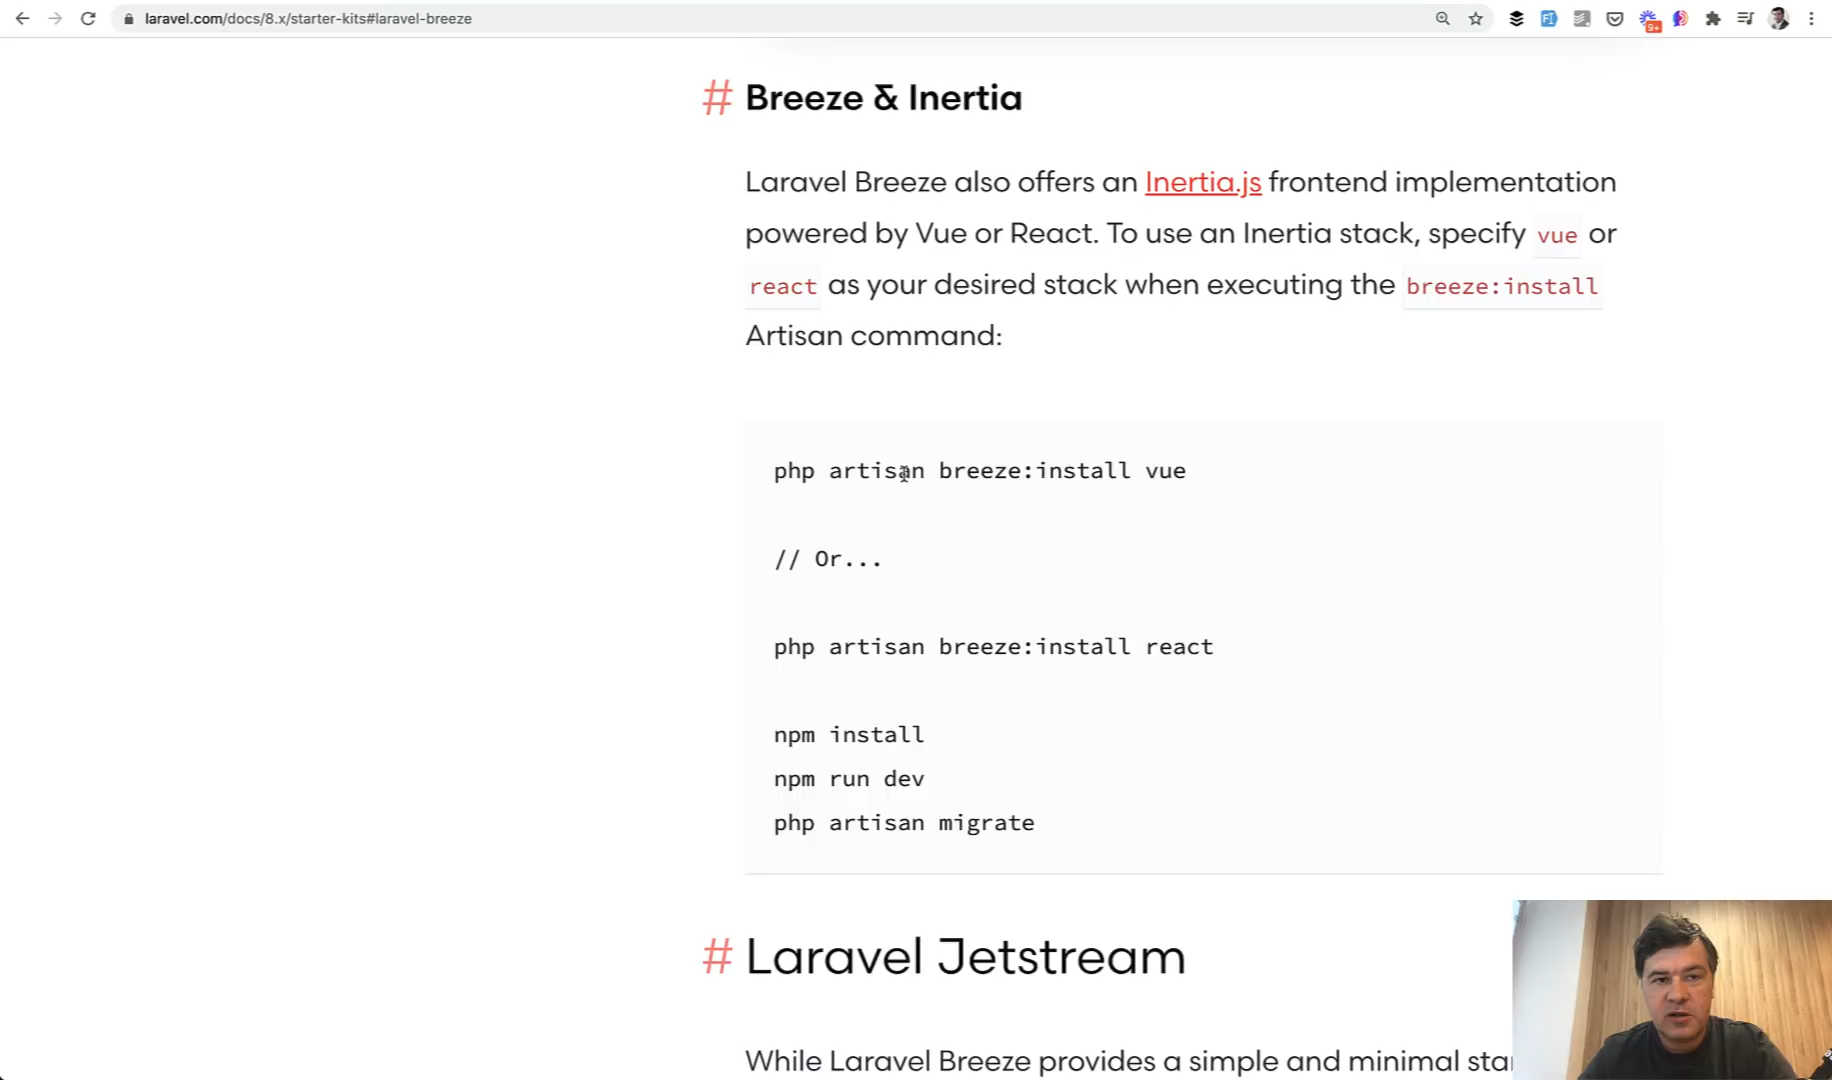 laravel.com/docs/8.x/starter-kits#laravel-breeze
9+
# Breeze & Inertia
Laravel Breeze also offers an Inertia.js frontend implementation
powered by Vue or React. To use an Inertia stack, specify vue or
react as your desired stack when executing the breeze:install
Artisan command:
php artisan breeze:install vue
// Or...
php artisan breeze:install react
npm install
npm run dev
php artisan migrate
# Laravel Jetstream
While Laravel Breeze provides a simple and minimal